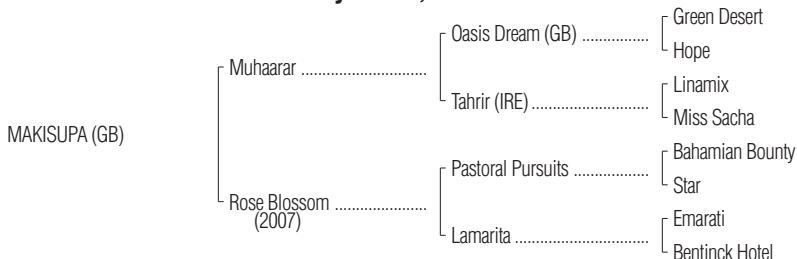 Green Desert
Oasis Dream (GB) ................
Hope
Muhaarar ..............................
Linamix
Tahrir (IRE) ............................
Miss Sacha
MAKISUPA (GB)
Bahamian Bounty
Pastoral Pursuits ..................
Star
Rose Blossom ......................
(2007)
Emarati
Lamarita ................................
Bentinck Hotel